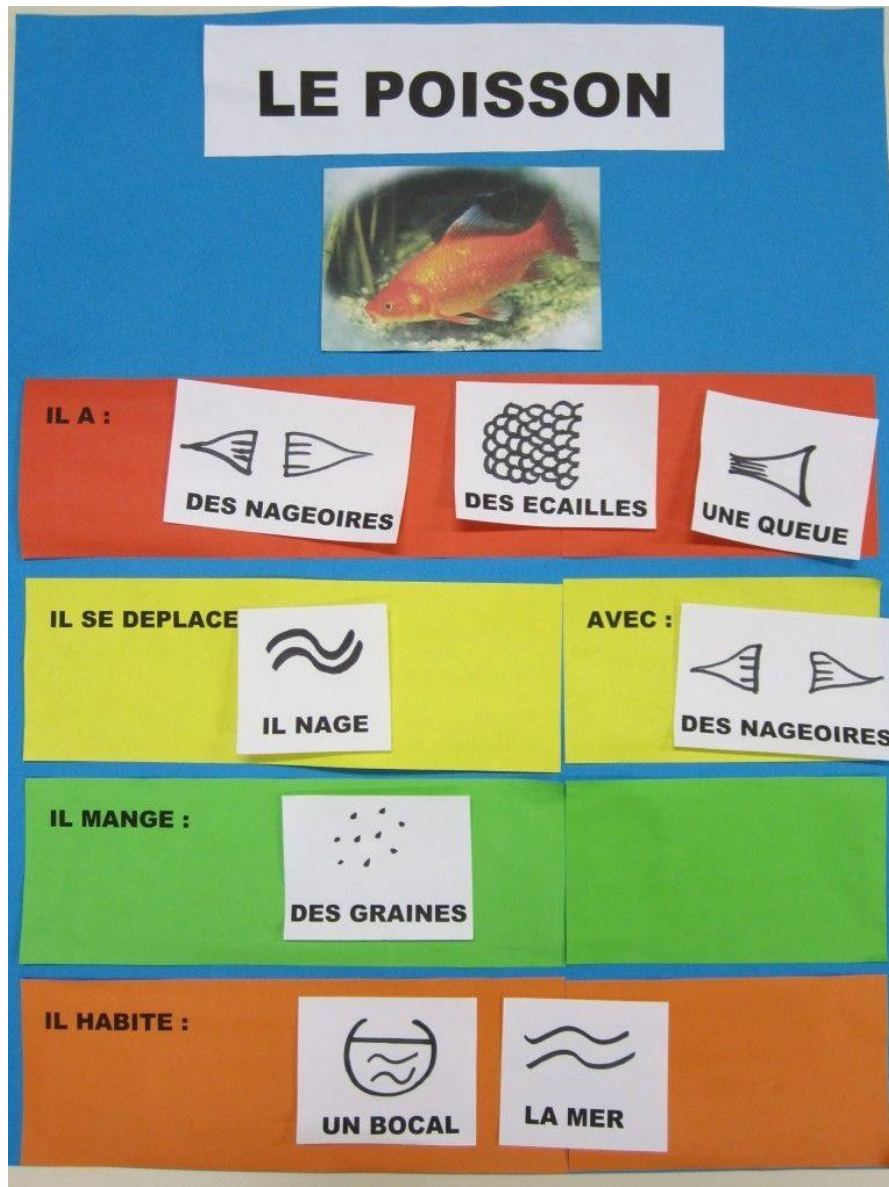 LE POISSON
IL A :
DES NAGEOIRES
DES ECAILLES
UNE QUEUE
IL SE DEPLACE
IL NAGE
AVEC :
DES NAGEOIRES
IL MANGE :
DES GRAINES
IL HABITE :
UN BOCAL
LA MER